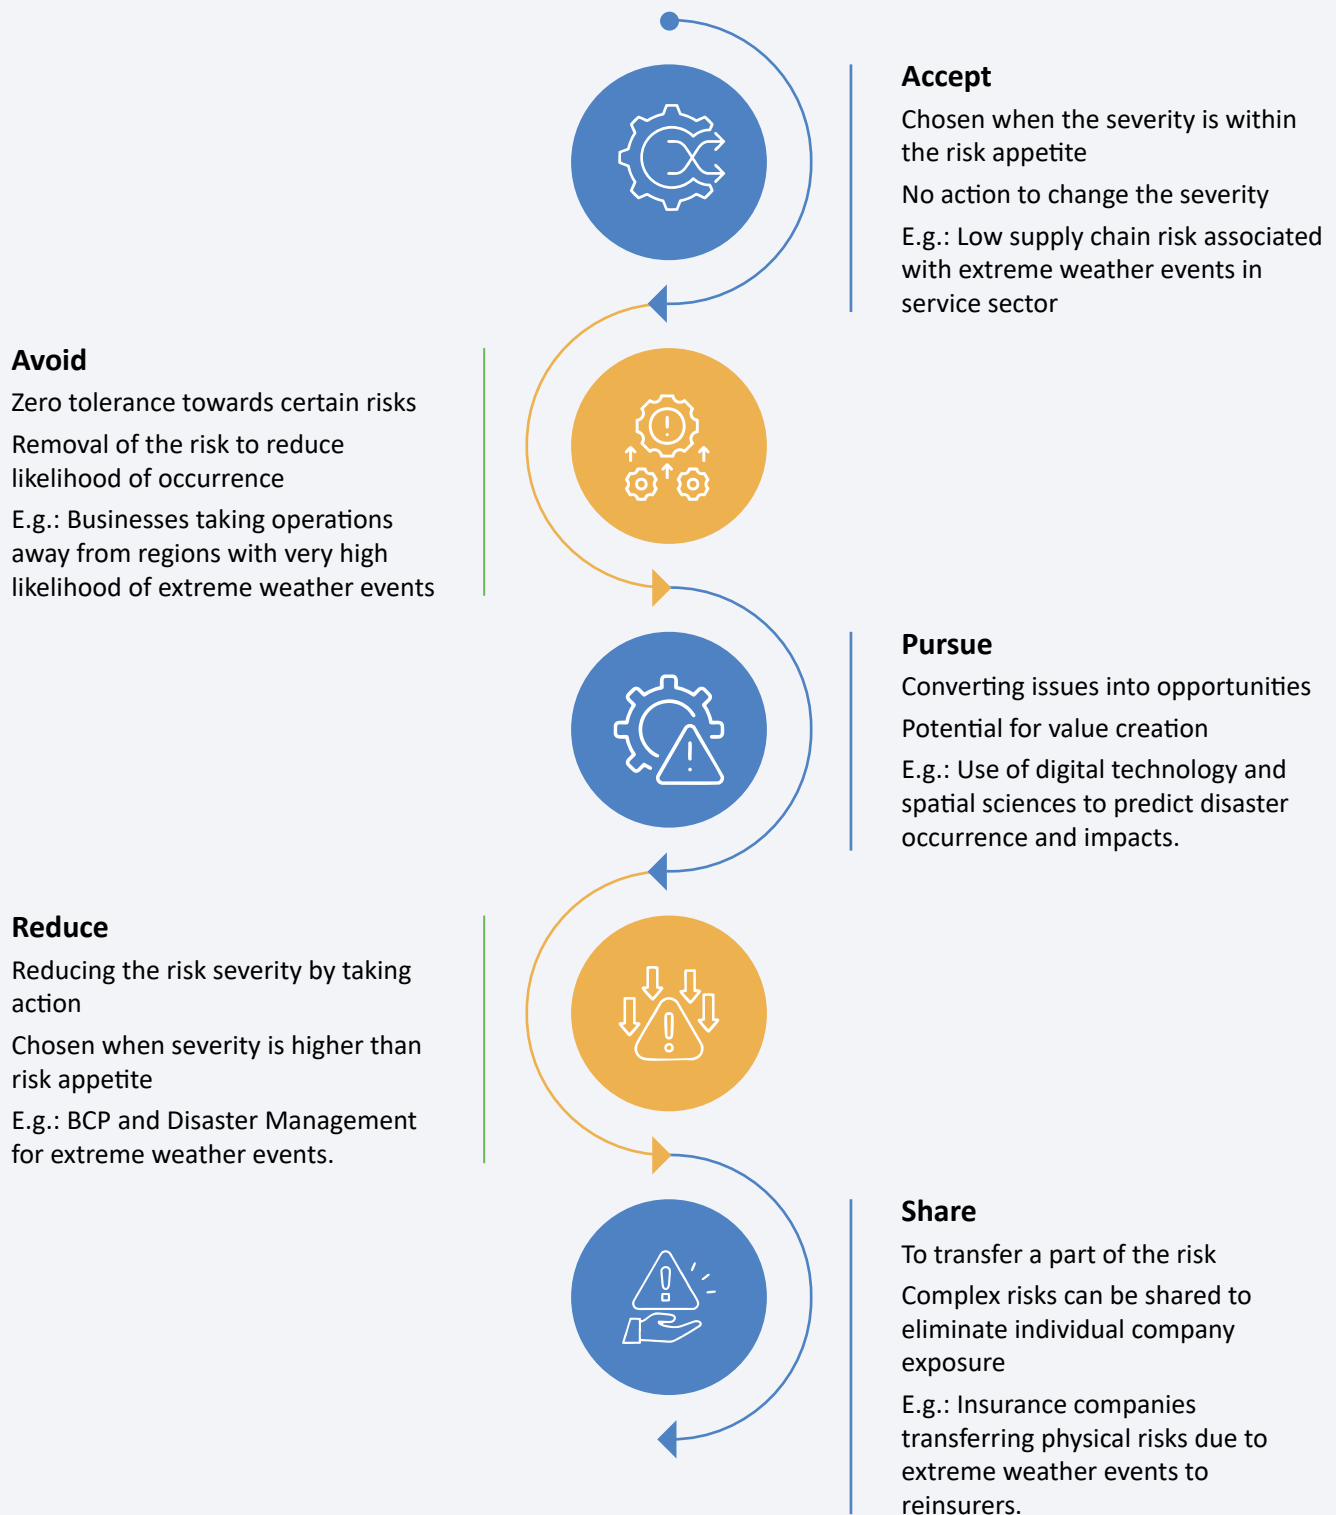 Accept
Chosen when the severity is within
the risk appetite
No action to change the severity
E.g.: Low supply chain risk associated
with extreme weather events in
service sector
Avoid
Zero tolerance towards certain risks
Removal of the risk to reduce
likelihood of occurrence
E.g.: Businesses taking operations
away from regions with very high
likelihood of extreme weather events
Pursue
Converting issues into opportunities
Potential for value creation
E.g.: Use of digital technology and
spatial sciences to predict disaster
occurrence and impacts.
Reduce
Reducing the risk severity by taking
action
Chosen when severity is higher than
risk appetite
E.g.: BCP and Disaster Management
for extreme weather events.
Share
To transfer a part of the risk
Complex risks can be shared to
eliminate individual company
exposure
E.g.: Insurance companies
transferring physical risks due to
extreme weather events to
reinsurers.